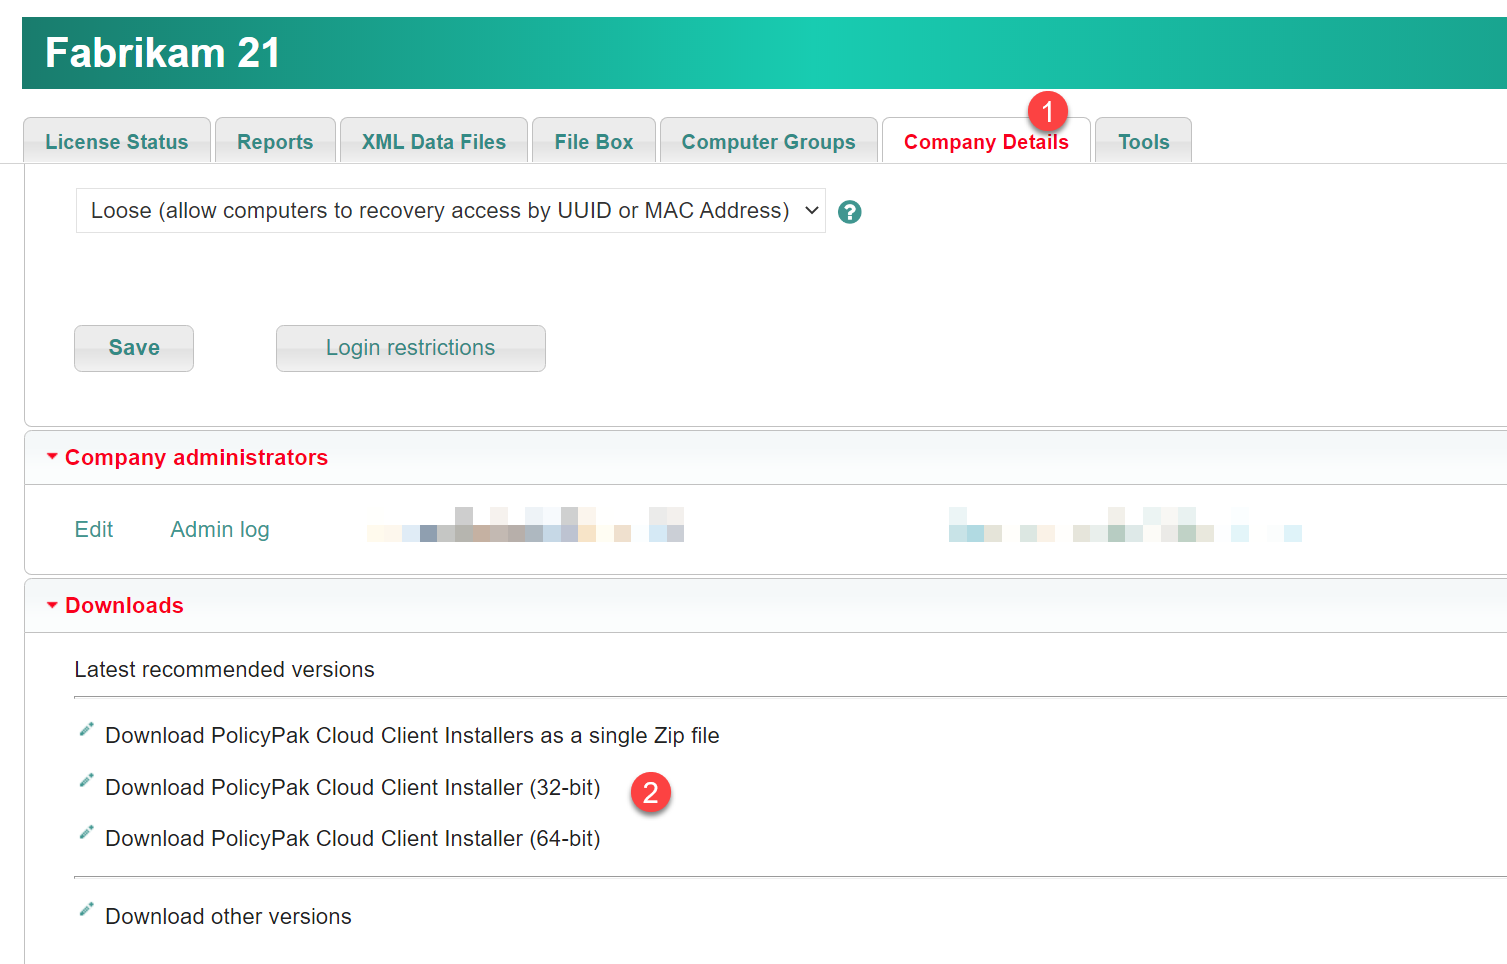 Fabrikam 21
1
License Status Reports XML Data Files File Box Computer Groups Company Details Tools
Loose (allow computers to recovery access by UUID or MAC Address) ?
Save Login restrictions
Company administrators
Edit Admin log
Downloads
Latest recommended versions
Download PolicyPak Cloud Client Installers as a single Zip file
Download PolicyPak Cloud Client Installer (32-bit) 2
Download PolicyPak Cloud Client Installer (64-bit)
Download other versions